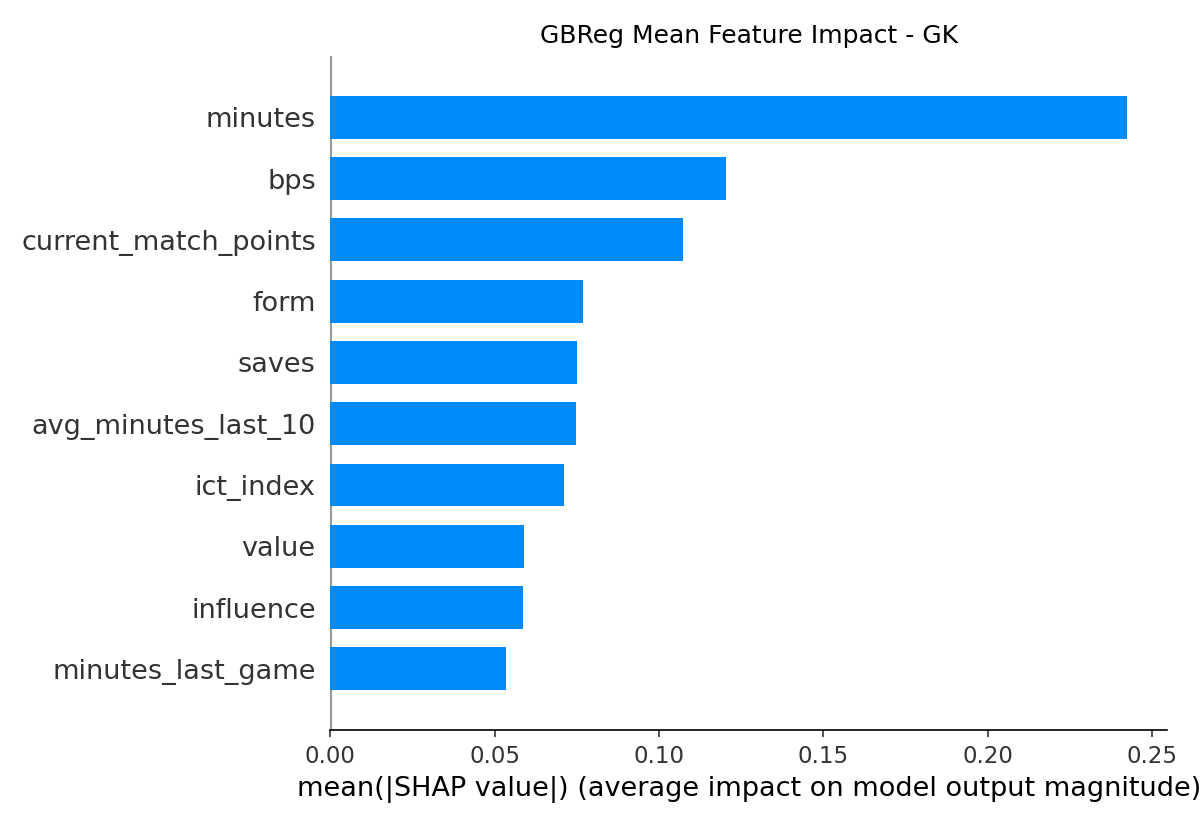 GBReg Mean Feature Impact - GK
minutes
bps
current_match_points
form
saves
avg_minutes_last_10
ict_index
value
influence
minutes_last_game
0.00 0.05 0.10 0.15 0.20 0.25
mean(|SHAP value|) (average impact on model output magnitude)